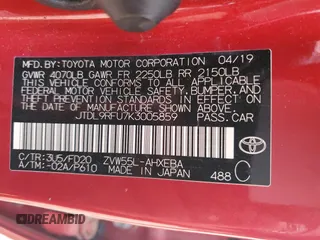 MFD.BY:TOYOTA MOTOR CORPORATION 04/19
GVWR 4070LB GAWR FR 2250LB RR 2150LB
THIS VEHICLE CONFORMS TO ALL APPLICABLE
FEDERAL MOTOR VEHICLE SAFETY, BUMPER, AND
THEFT PREVENTION STANDARDS IN EFFECT ON
THE DATE OF MANUFACTURE SHOWN ABOVE.
JTDL9RFU7K3005859 PASS. CAR
C/TR:3U5/FD20 ZVW55L-AHXEBA
A/TM:-02A/P610 MADE IN JAPAN 488 C